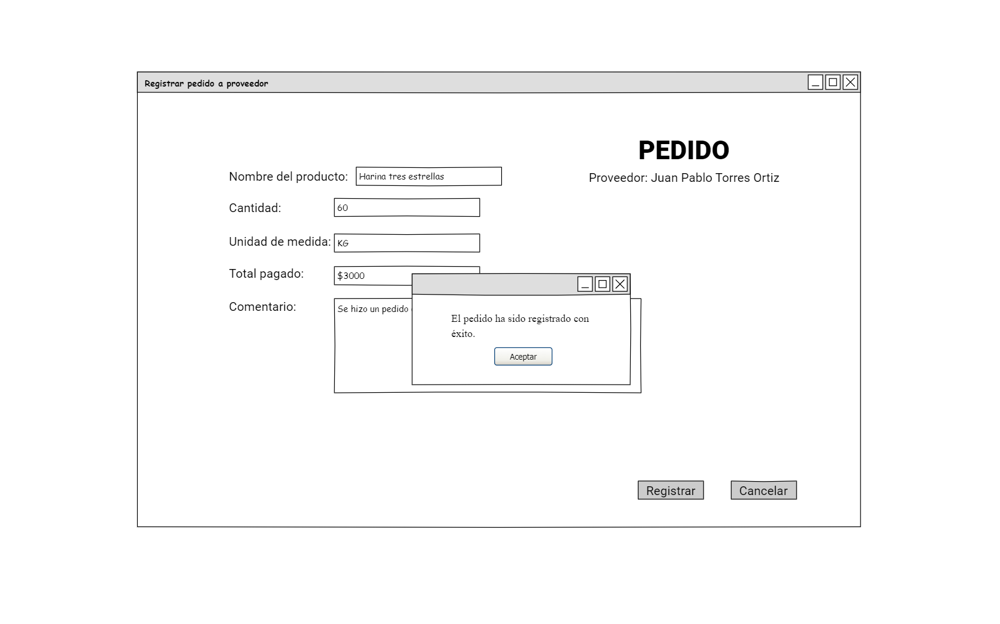 Registrar pedido a proveedor
PEDIDO
Proveedor: Juan Pablo Torres Ortiz
Nombre del producto: Harina tres estrellas
Cantidad: 60
Unidad de medida: KG
Total pagado: $3000
Comentario: Se hizo un pedido
El pedido ha sido registrado con
éxito.
Aceptar
Registrar
Cancelar